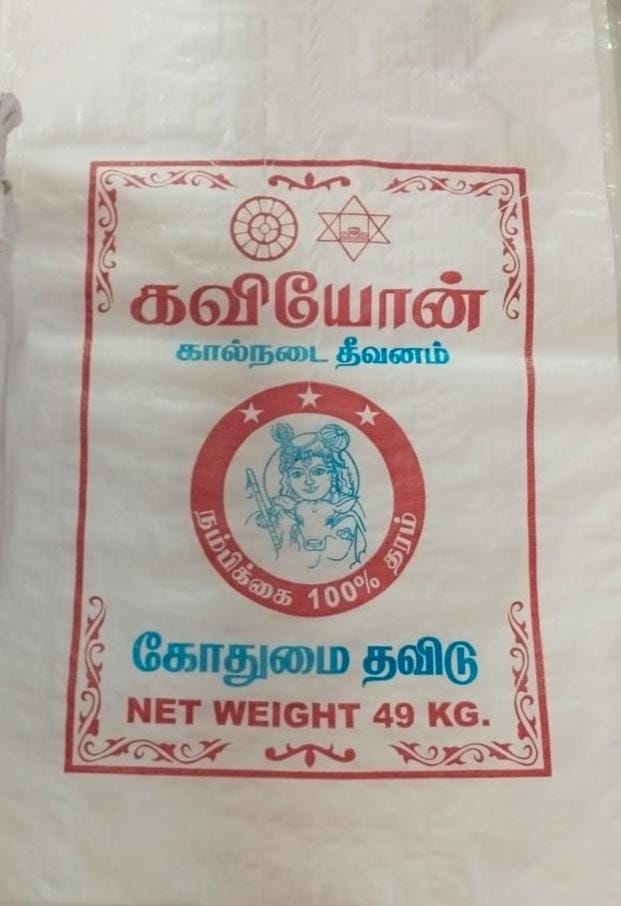 கவியோன்
கால்நடை தீவனம்
நம்பிக்கை 100% தரம்
கோதுமை தவிடு
NET WEIGHT 49 KG.